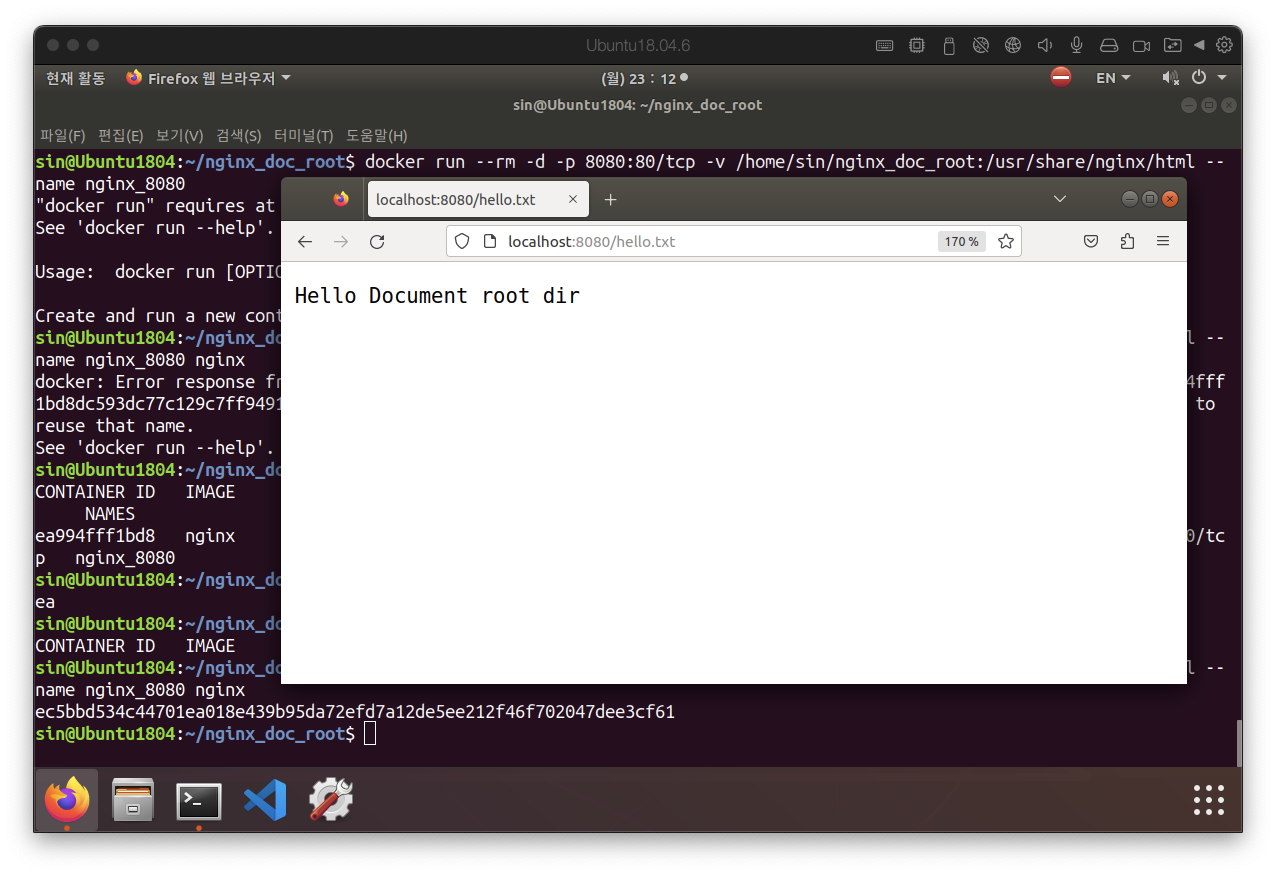 Ubuntu18.04.6
현재 활동 Firefox 웹 브라우저 (월) 23 : 12 EN
sin@Ubuntu1804: ~/nginx_doc_root
파일(F) 편집(E) 보기(V) 검색(S) 터미널(T) 도움말(H)
sin@Ubuntu1804:~/nginx_doc_root$ docker run --rm -d -p 8080:80/tcp -v /home/sin/nginx_doc_root:/usr/share/nginx/html --
name nginx_8080
"docker run" requires at
See 'docker run --help'.
Usage:  docker run [OPTIO
Create and run a new cont
sin@Ubuntu1804:~/nginx_do l --
name nginx_8080 nginx
docker: Error response fr 4fff
1bd8dc593dc77c129c7ff9491 to
reuse that name.
See 'docker run --help'.
sin@Ubuntu1804:~/nginx_do
CONTAINER ID   IMAGE
NAMES
ea994fff1bd8   nginx 0/tc
p   nginx_8080
sin@Ubuntu1804:~/nginx_do
ea
sin@Ubuntu1804:~/nginx_do
CONTAINER ID   IMAGE
sin@Ubuntu1804:~/nginx_do l --
name nginx_8080 nginx
ec5bbd534c44701ea018e439b95da72efd7a12de5ee212f46f702047dee3cf61
sin@Ubuntu1804:~/nginx_doc_root$
localhost:8080/hello.txt
localhost:8080/hello.txt 170 %
Hello Document root dir